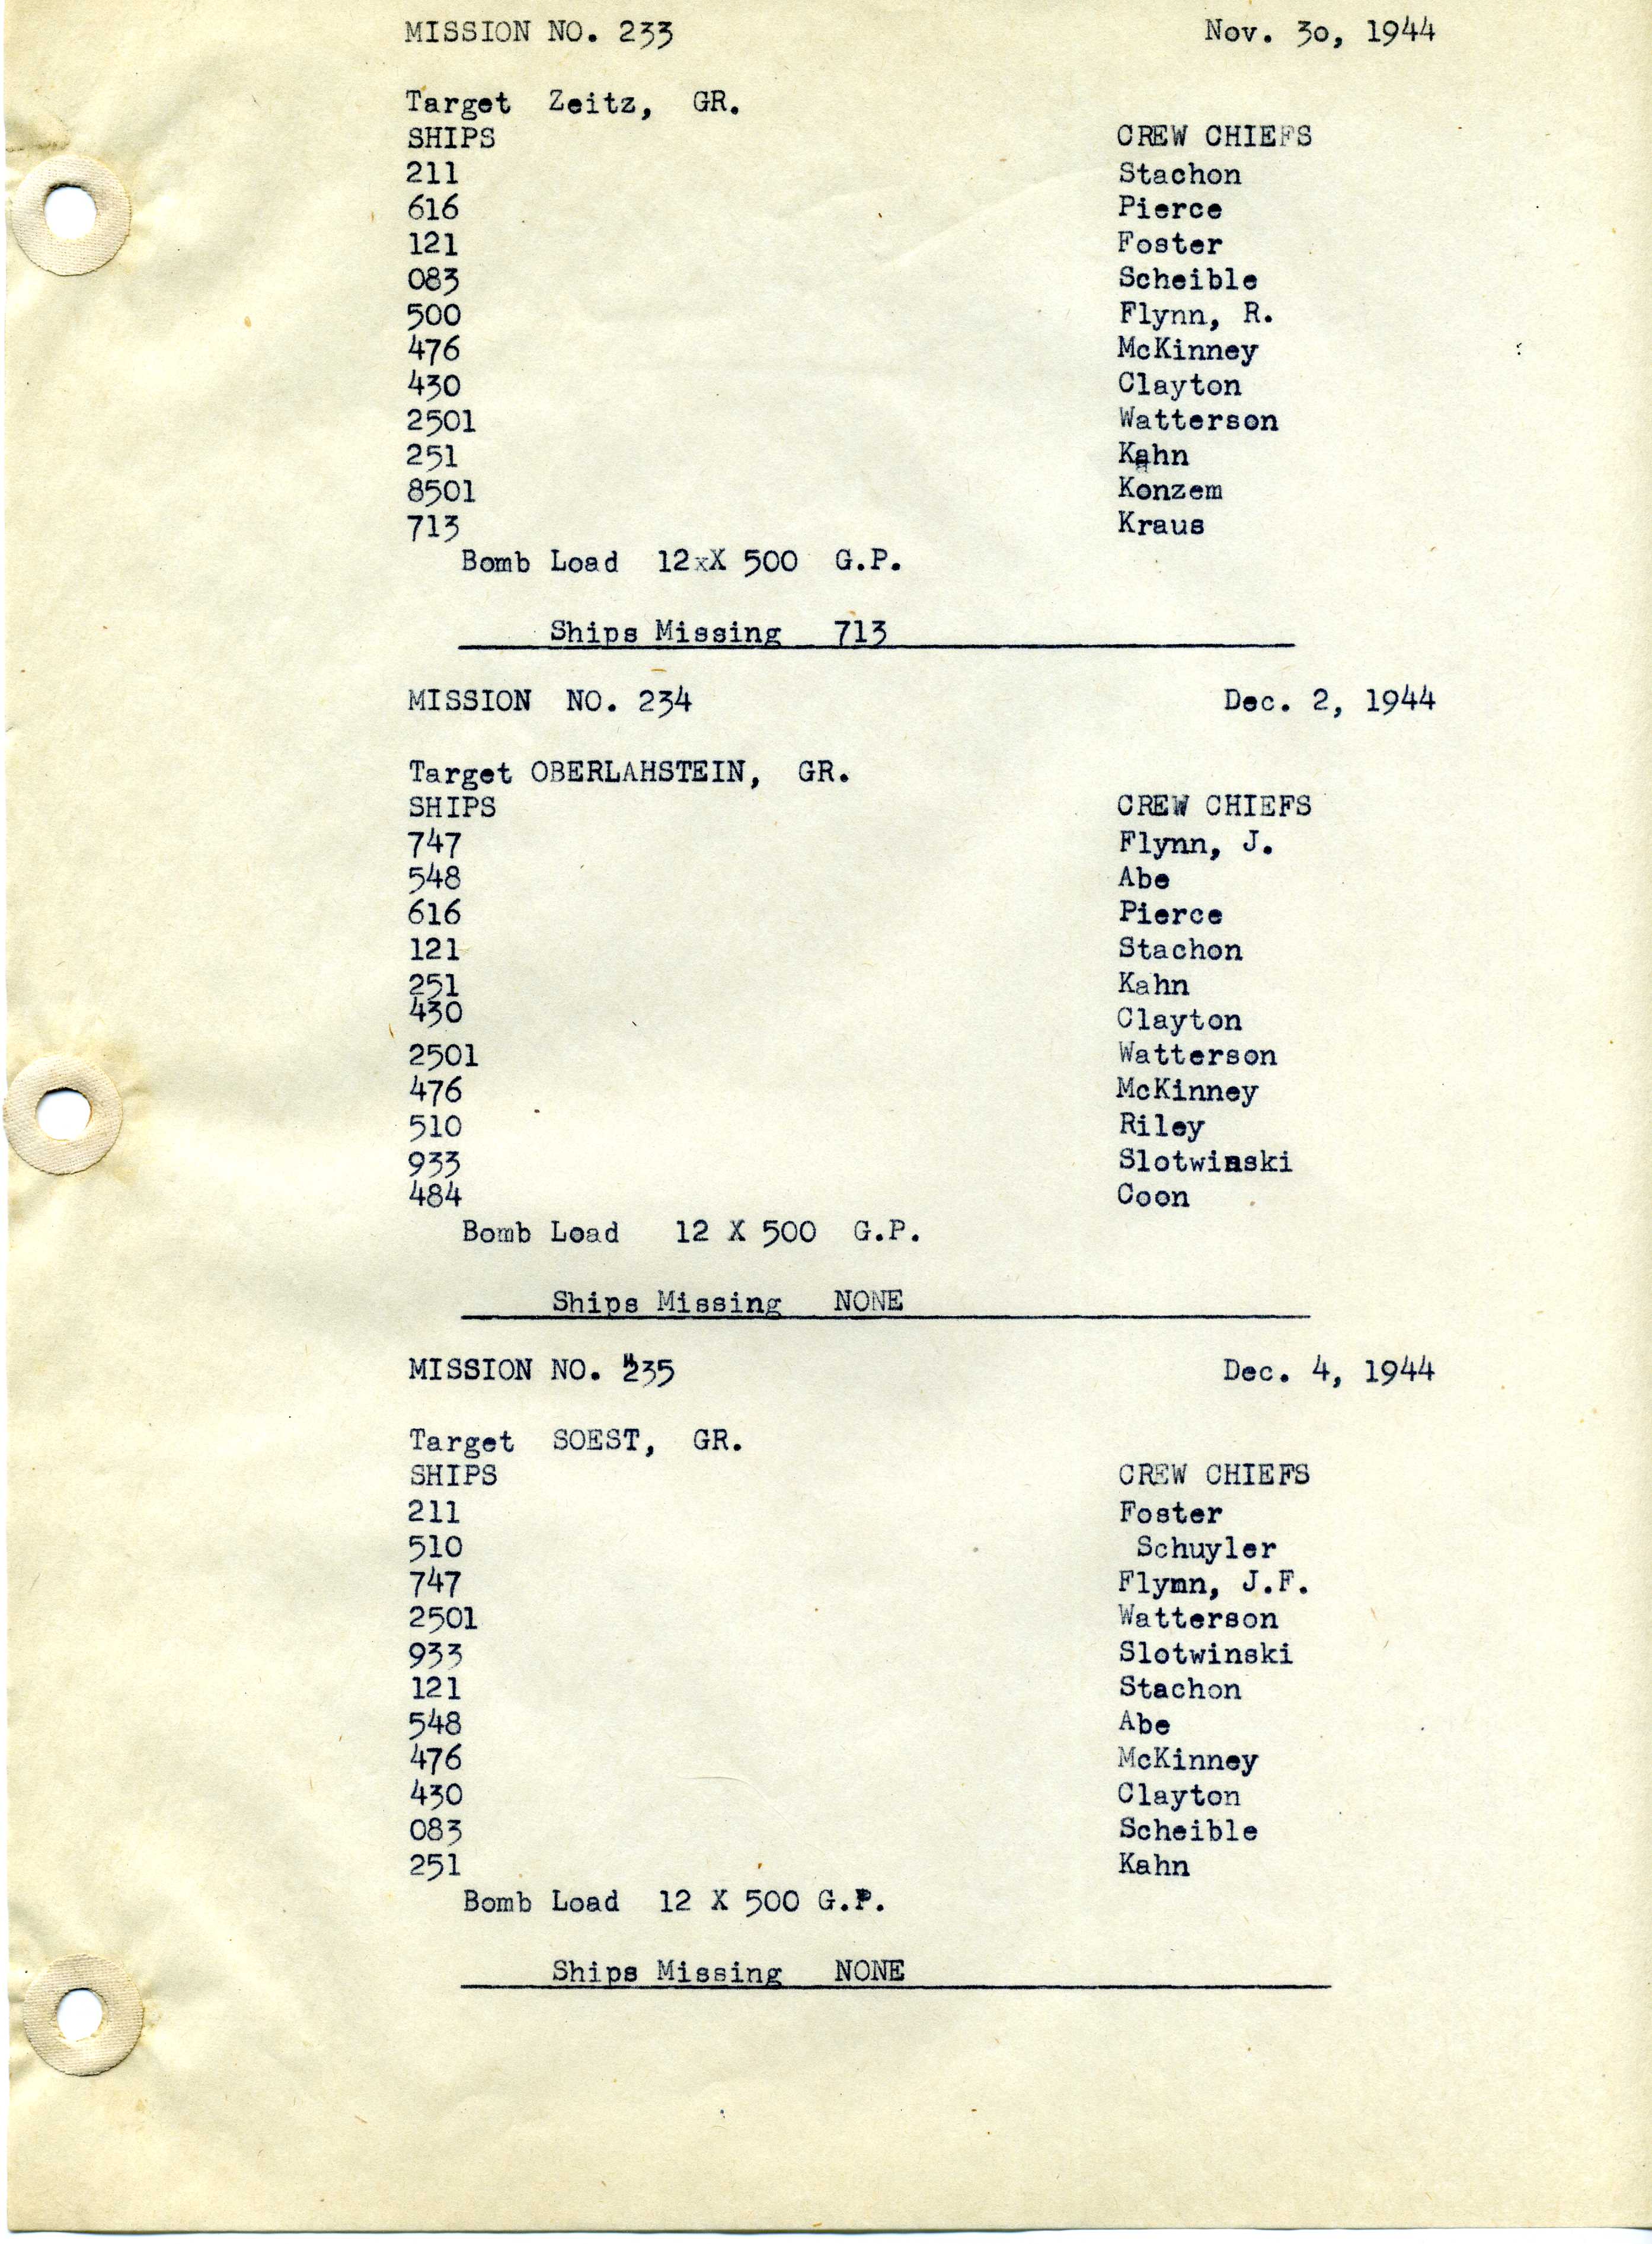 MISSION NO. 233 Nov. 30, 1944
Target Zeitz, GR.
SHIPS CREW CHIEFS
211 Stachon
616 Pierce
121 Foster
083 Scheible
500 Flynn, R.
476 McKinney
430 Clayton
2501 Watterson
251 Kahn
8501 Konzem
713 Kraus
Bomb Load 12xX 500 G.P.
Ships Missing 713
MISSION NO. 234 Dec. 2, 1944
Target OBERLAHSTEIN, GR.
SHIPS CREW CHIEFS
747 Flynn, J.
548 Abe
616 Pierce
121 Stachon
251 Kahn
430 Clayton
2501 Watterson
476 McKinney
510 Riley
933 Slotwinski
484 Coon
Bomb Load 12 X 500 G.P.
Ships Missing NONE
MISSION NO. 235 Dec. 4, 1944
Target SOEST, GR.
SHIPS CREW CHIEFS
211 Foster
510 Schuyler
747 Flynn, J.F.
2501 Watterson
933 Slotwinski
121 Stachon
548 Abe
476 McKinney
430 Clayton
083 Scheible
251 Kahn
Bomb Load 12 X 500 G.P.
Ships Missing NONE